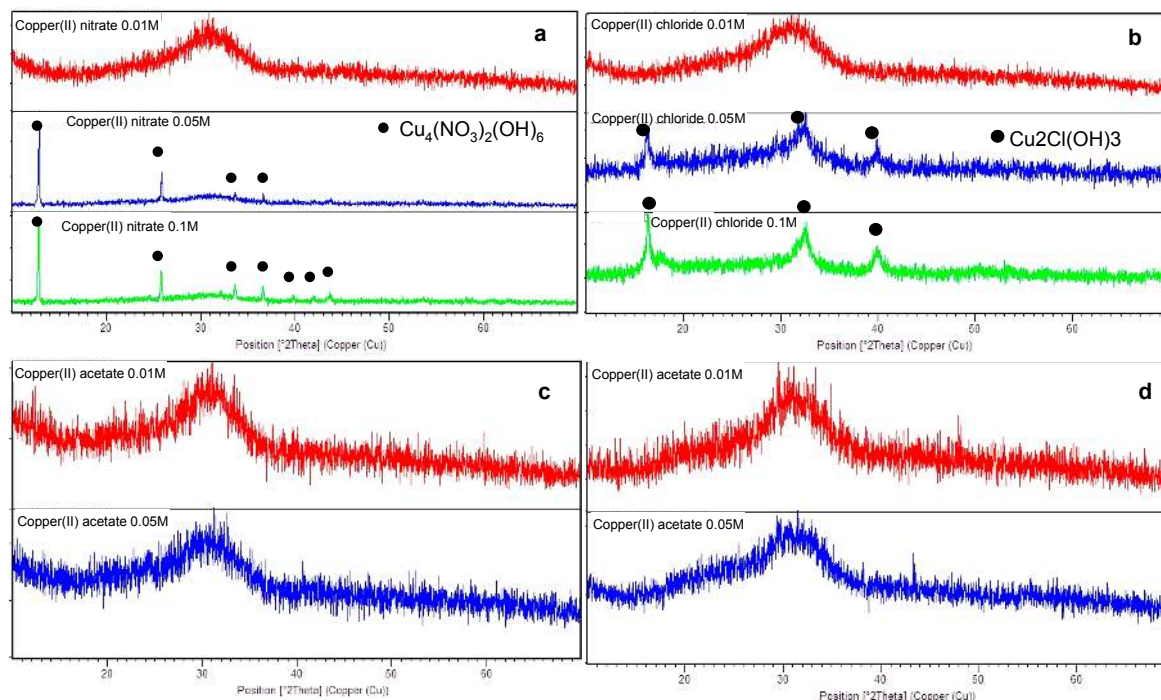 Copper(II) nitrate 0.01M
a
Copper(II) nitrate 0.05M
Cu₄(NO₃)₂(OH)₆
Copper(II) nitrate 0.1M
20
30
40
50
60
Position [°2Theta] (Copper (Cu))
Copper(II) chloride 0.01M
b
Copper(II) chloride 0.05M
Cu2Cl(OH)3
Copper(II) chloride 0.1M
20
30
40
50
60
Position [°2Theta] (Copper (Cu))
Copper(II) acetate 0.01M
c
Copper(II) acetate 0.05M
20
30
40
50
60
Position [°2Theta] (Copper (Cu))
Copper(II) acetate 0.01M
d
Copper(II) acetate 0.05M
20
30
40
50
60
Position [°2Theta] (Copper (Cu))